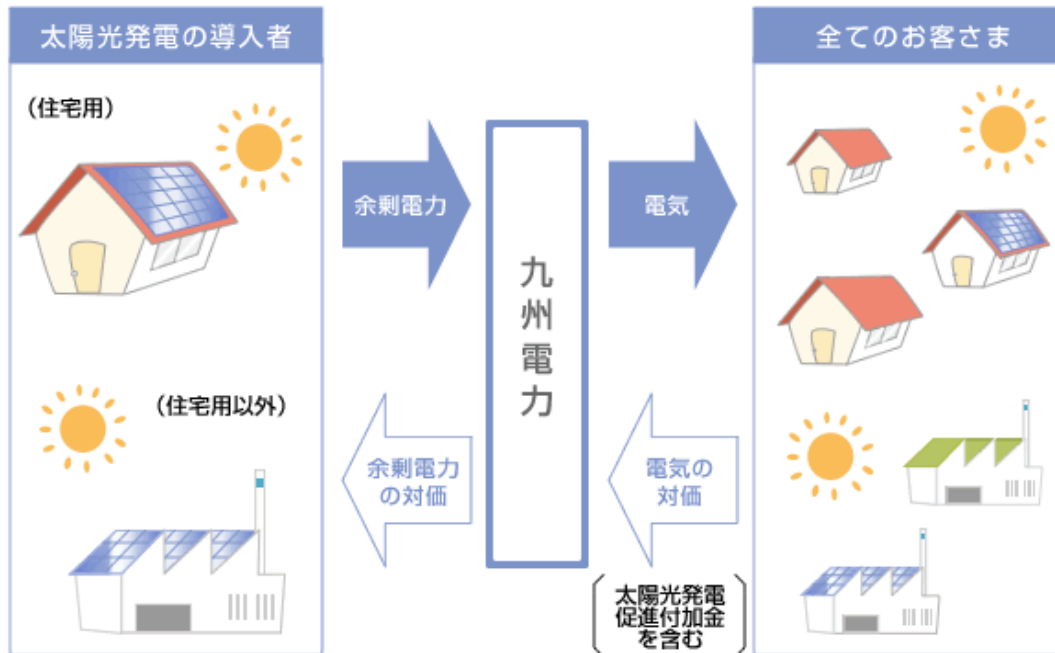 太陽光発電の導入者
(住宅用)
(住宅用以外)
余剰電力
余剰電力
の対価
九州電力
電気
電気の
対価
太陽光発電
促進付加金
を含む
全てのお客さま